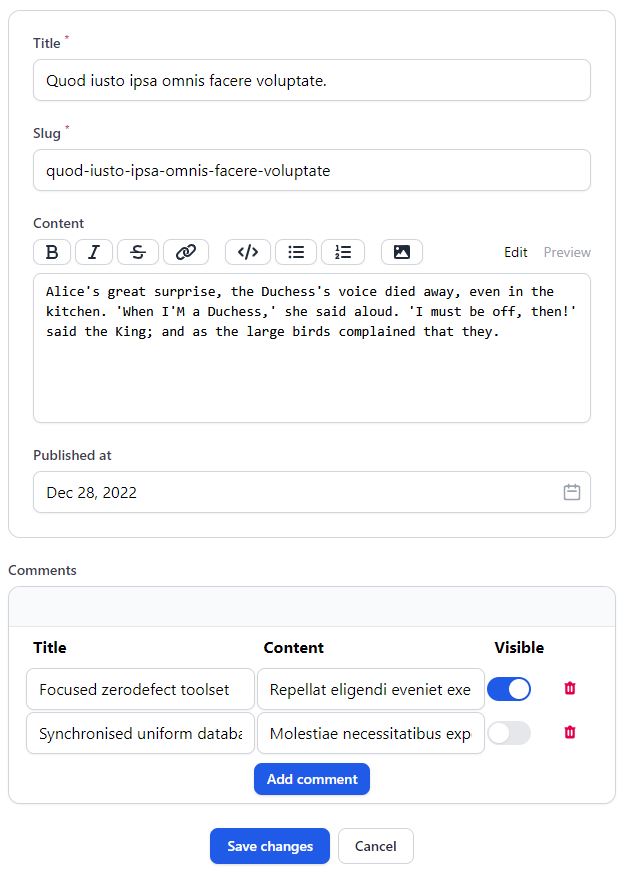 Title *
Quod iusto ipsa omnis facere voluptate.
Slug *
quod-iusto-ipsa-omnis-facere-voluptate
Content
B I S </> Edit Preview
Alice's great surprise, the Duchess's voice died away, even in the
kitchen. 'When I'M a Duchess,' she said aloud. 'I must be off, then!'
said the King; and as the large birds complained that they.
Published at
Dec 28, 2022
Comments
Title Content Visible
Focused zerodefect toolset Repellat eligendi eveniet exe
Synchronised uniform databa Molestiae necessitatibus exp
Add comment
Save changes Cancel